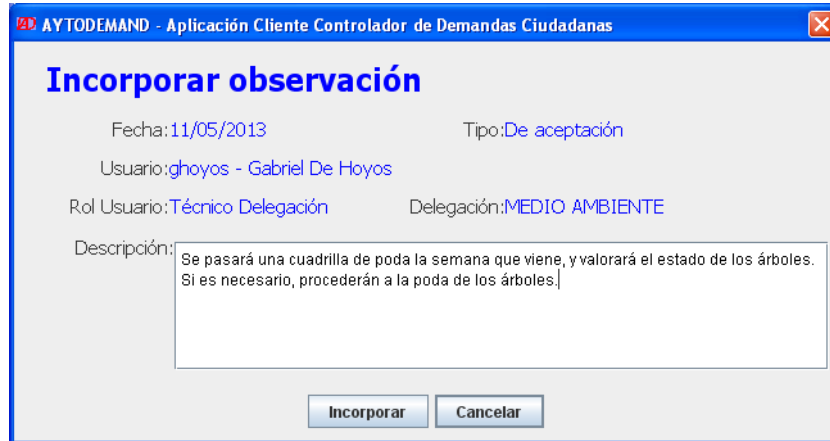 AYTODEMAND - Aplicación Cliente Controlador de Demandas Ciudadanas
Incorporar observación
Fecha:11/05/2013 Tipo:De aceptación
Usuario:ghoyos - Gabriel De Hoyos
Rol Usuario:Técnico Delegación Delegación:MEDIO AMBIENTE
Descripción:
Se pasará una cuadrilla de poda la semana que viene, y valorará el estado de los árboles.
Si es necesario, procederán a la poda de los árboles.
Incorporar Cancelar